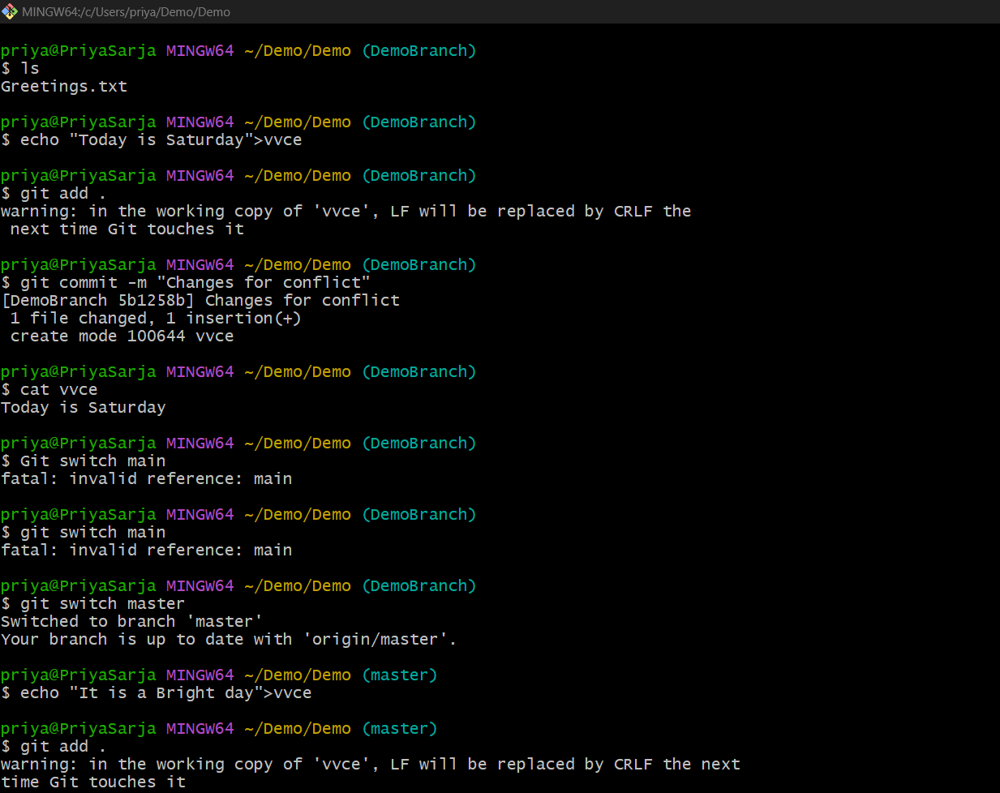 MINGW64:/c/Users/priya/Demo/Demo
priya@PriyaSarja MINGW64 ~/Demo/Demo (DemoBranch)
$ ls
Greetings.txt
priya@PriyaSarja MINGW64 ~/Demo/Demo (DemoBranch)
$ echo "Today is Saturday">vvce
priya@PriyaSarja MINGW64 ~/Demo/Demo (DemoBranch)
$ git add .
warning: in the working copy of 'vvce', LF will be replaced by CRLF the
 next time Git touches it
priya@PriyaSarja MINGW64 ~/Demo/Demo (DemoBranch)
$ git commit -m "Changes for conflict"
[DemoBranch 5b1258b] Changes for conflict
 1 file changed, 1 insertion(+)
 create mode 100644 vvce
priya@PriyaSarja MINGW64 ~/Demo/Demo (DemoBranch)
$ cat vvce
Today is Saturday
priya@PriyaSarja MINGW64 ~/Demo/Demo (DemoBranch)
$ Git switch main
fatal: invalid reference: main
priya@PriyaSarja MINGW64 ~/Demo/Demo (DemoBranch)
$ git switch main
fatal: invalid reference: main
priya@PriyaSarja MINGW64 ~/Demo/Demo (DemoBranch)
$ git switch master
Switched to branch 'master'
Your branch is up to date with 'origin/master'.
priya@PriyaSarja MINGW64 ~/Demo/Demo (master)
$ echo "It is a Bright day">vvce
priya@PriyaSarja MINGW64 ~/Demo/Demo (master)
$ git add .
warning: in the working copy of 'vvce', LF will be replaced by CRLF the next
time Git touches it